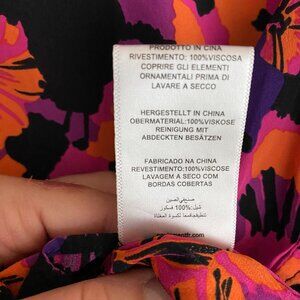 PRODOTTO IN CINA
RIVESTIMENTO: 100%VISCOSA
COPRIRE GLI ELEMENTI
ORNAMENTALI PRIMA DI
LAVARE A SECCO
HERGESTELLT IN CHINA
OBERMATERIAL:100%VISKOSE
REINIGUNG MIT
ABDECKTEN BESÄTZEN
FABRICADO NA CHINA
REVESTIMENTO:100%VISCOSE
LAVAGEM A SECO COM
BORDAS COBERTAS